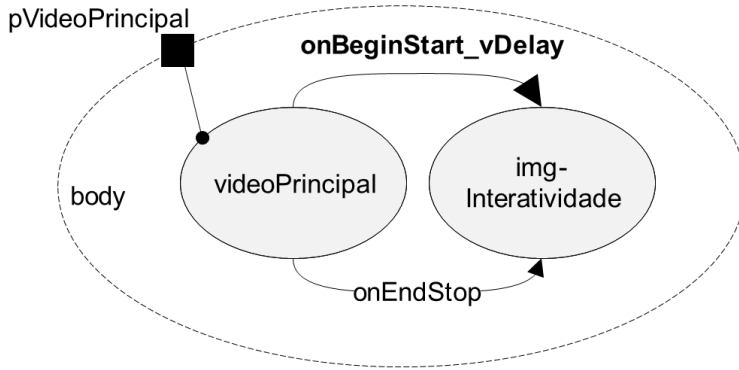 pVideoPrincipal
onBeginStart_vDelay
videoPrincipal
img-
Interatividade
body
onEndStop